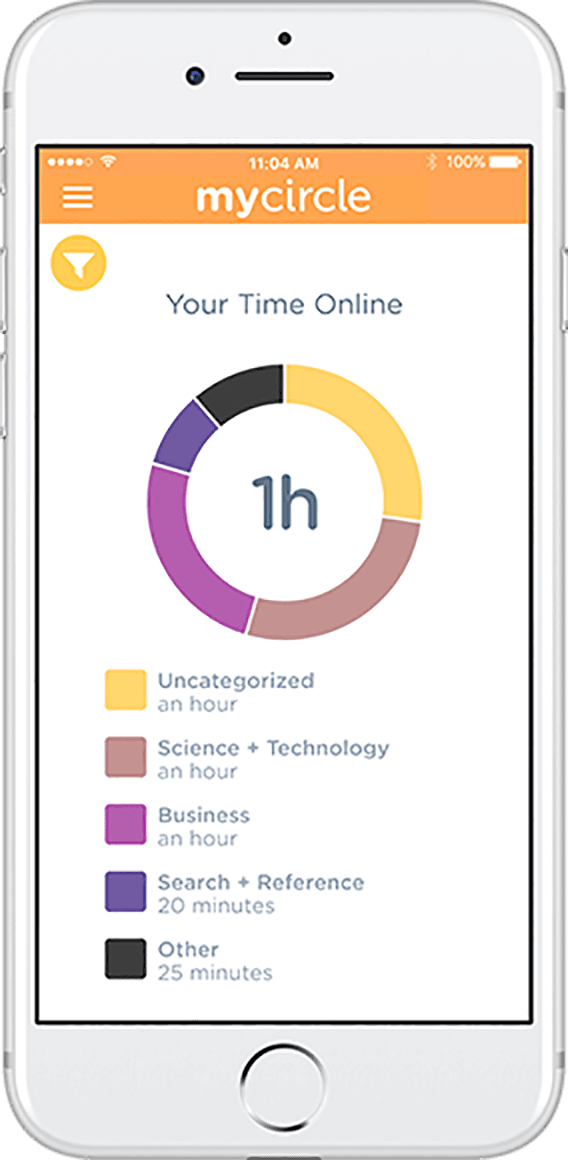 11:04 AM 100%
mycircle
Your Time Online
1h
Uncategorized
an hour
Science + Technology
an hour
Business
an hour
Search + Reference
20 minutes
Other
25 minutes